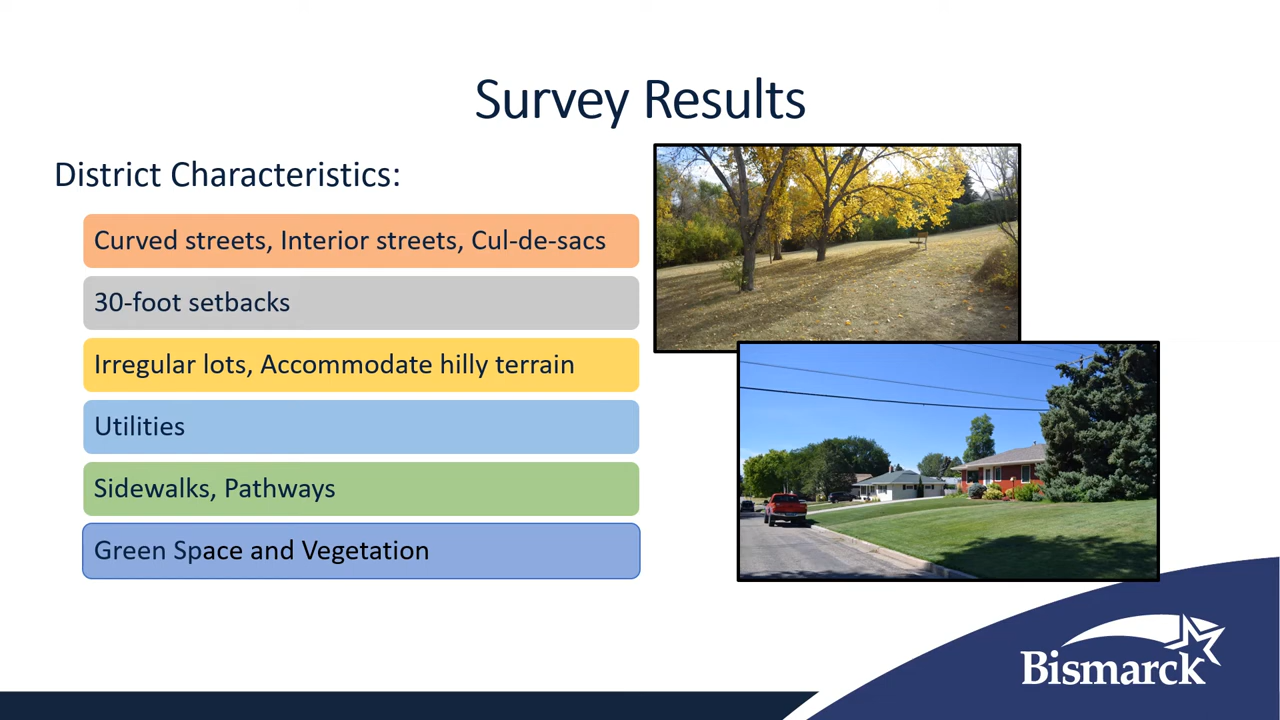 Survey Results
District Characteristics:
Curved streets, Interior streets, Cul-de-sacs
30-foot setbacks
Irregular lots, Accommodate hilly terrain
Utilities
Sidewalks, Pathways
Green Space and Vegetation
Bismarck